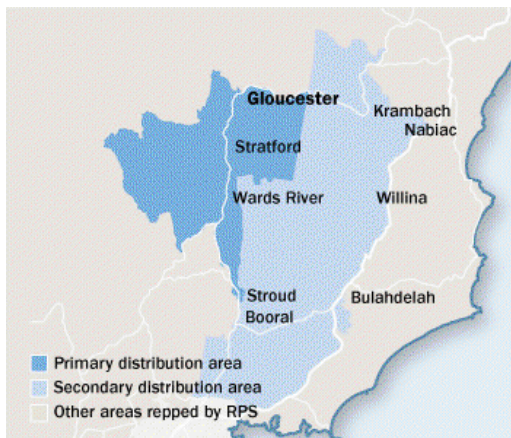 Gloucester
Krambach
Nabiac
Stratford
Wards River
Willina
Stroud
Bulahdelah
Booral
Primary distribution area
Secondary distribution area
Other areas repped by RPS